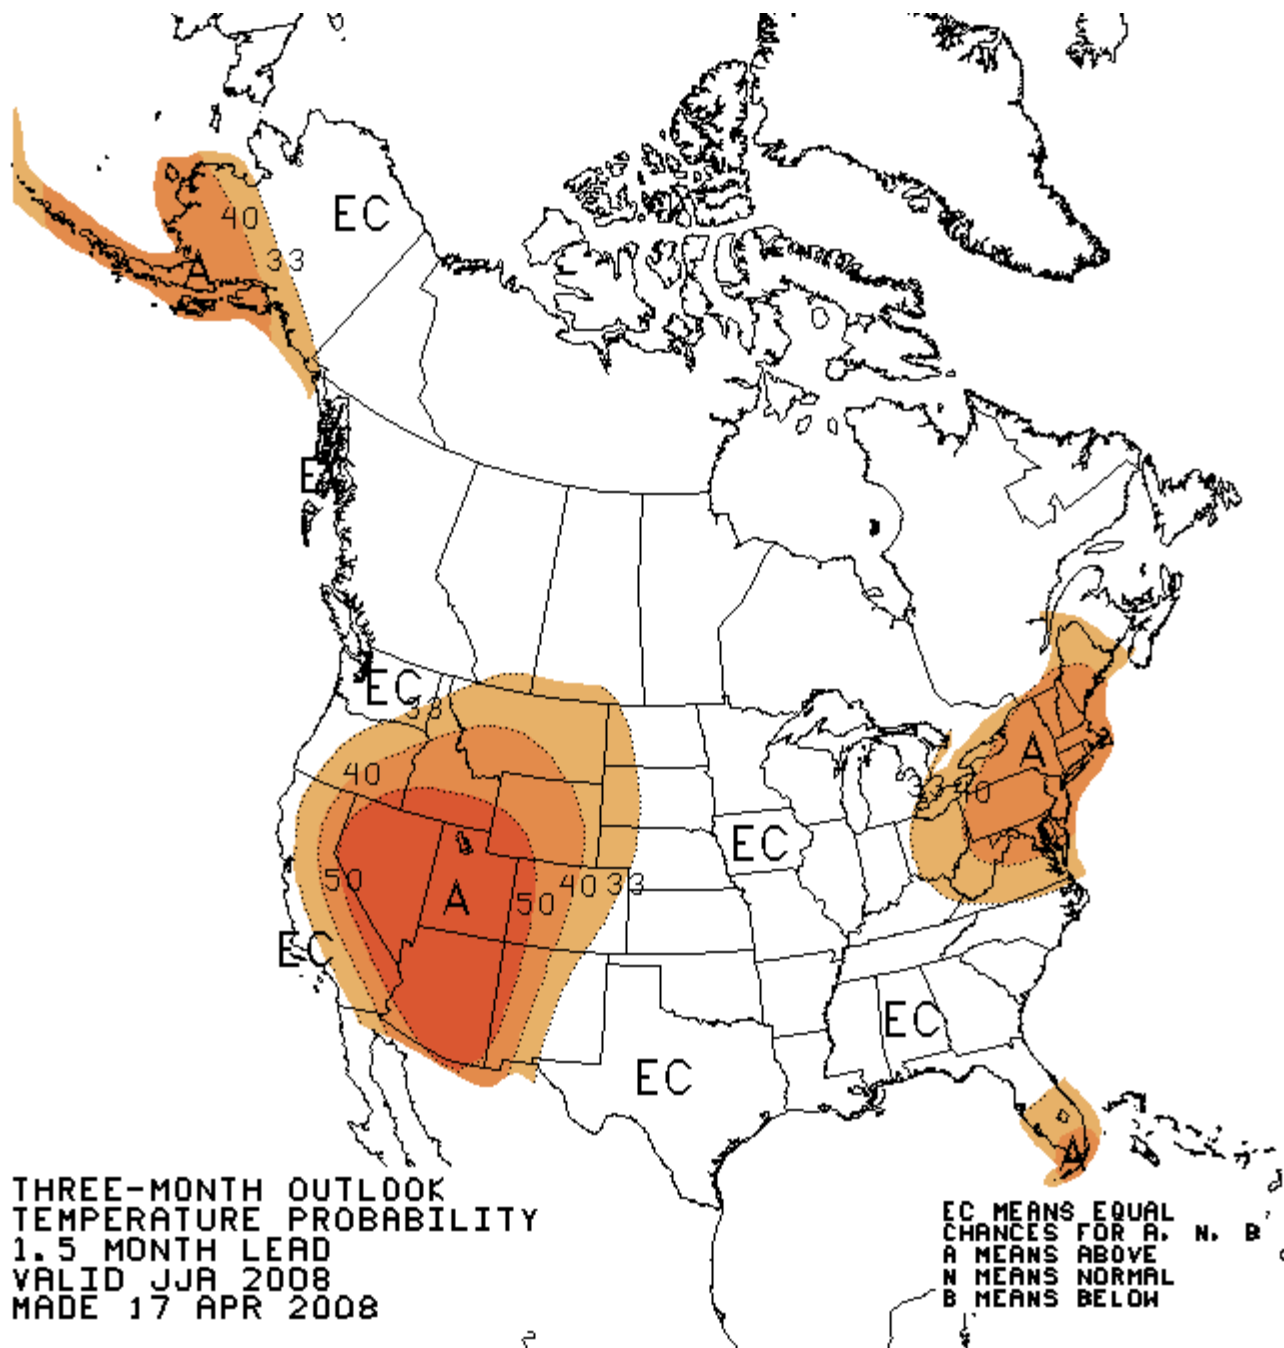 EC
40
33
A
E
EC
33
40
A
33 40
EC
50
A
50 40 33
EC
EC
EC
A
THREE-MONTH OUTLOOK
TEMPERATURE PROBABILITY
1.5 MONTH LEAD
VALID JJA 2008
MADE 17 APR 2008
EC MEANS EQUAL
CHANCES FOR A, N, B
A MEANS ABOVE
N MEANS NORMAL
B MEANS BELOW